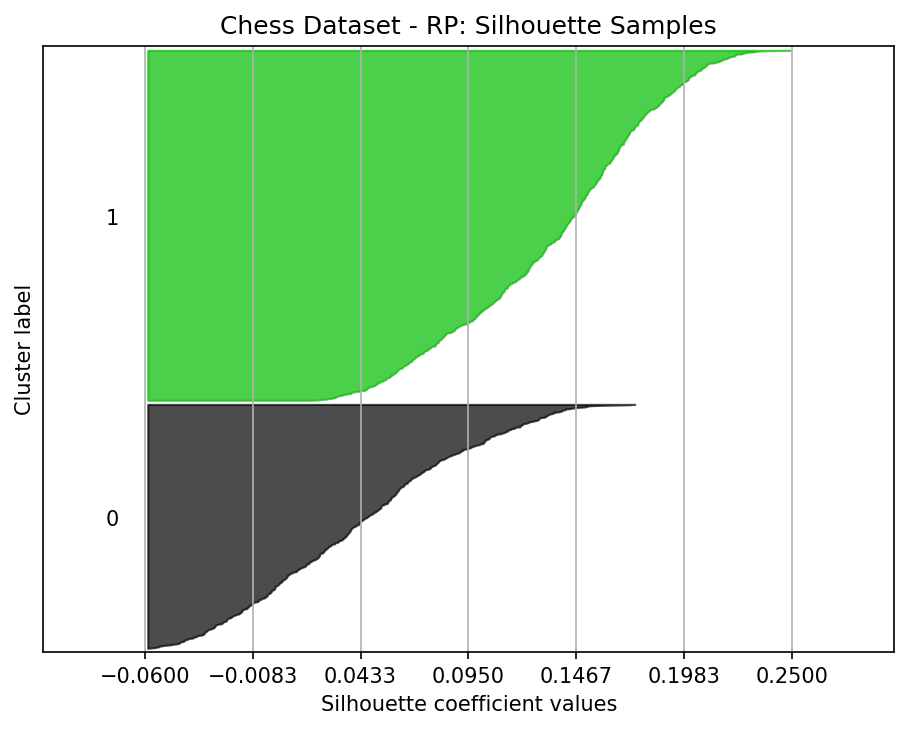 Chess Dataset - RP: Silhouette Samples
1
0
Cluster label
−0.0600 −0.0083 0.0433 0.0950 0.1467 0.1983 0.2500
Silhouette coefficient values